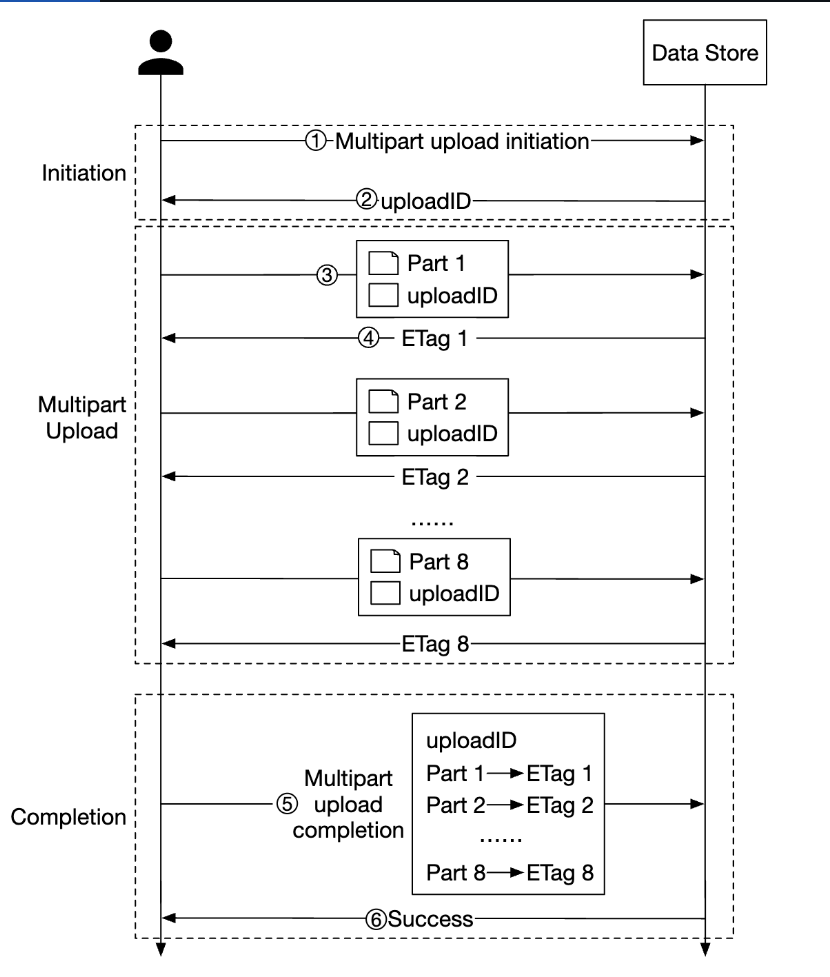 Data Store
Initiation
① Multipart upload initiation
② uploadID
Multipart
Upload
③
Part 1
uploadID
④ ETag 1
Part 2
uploadID
ETag 2
......
Part 8
uploadID
ETag 8
Completion
⑤
Multipart
upload
completion
uploadID
Part 1 → ETag 1
Part 2 → ETag 2
......
Part 8 → ETag 8
⑥ Success